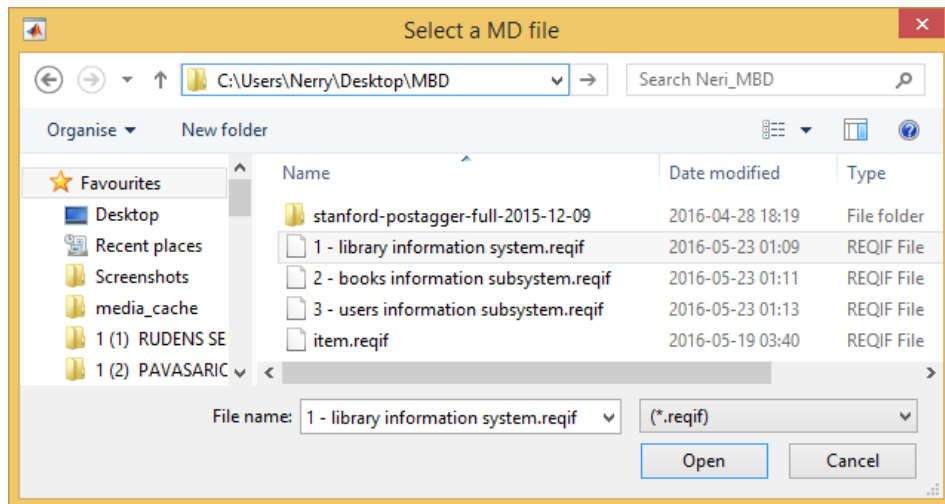 Select a MD file
C:\Users\Nerry\Desktop\MBD
Search Neri_MBD
Organise
New folder
Name
Date modified
Type
Favourites
Desktop
Recent places
Screenshots
media_cache
1 (1) RUDENS SE
1 (2) PAVASARIC
stanford-postagger-full-2015-12-09 2016-04-28 18:19 File folder
1 - library information system.reqif 2016-05-23 01:09 REQIF File
2 - books information subsystem.reqif 2016-05-23 01:11 REQIF File
3 - users information subsystem.reqif 2016-05-23 01:13 REQIF File
item.reqif 2016-05-19 03:40 REQIF File
File name: 1 - library information system.reqif
(*.reqif)
Open
Cancel